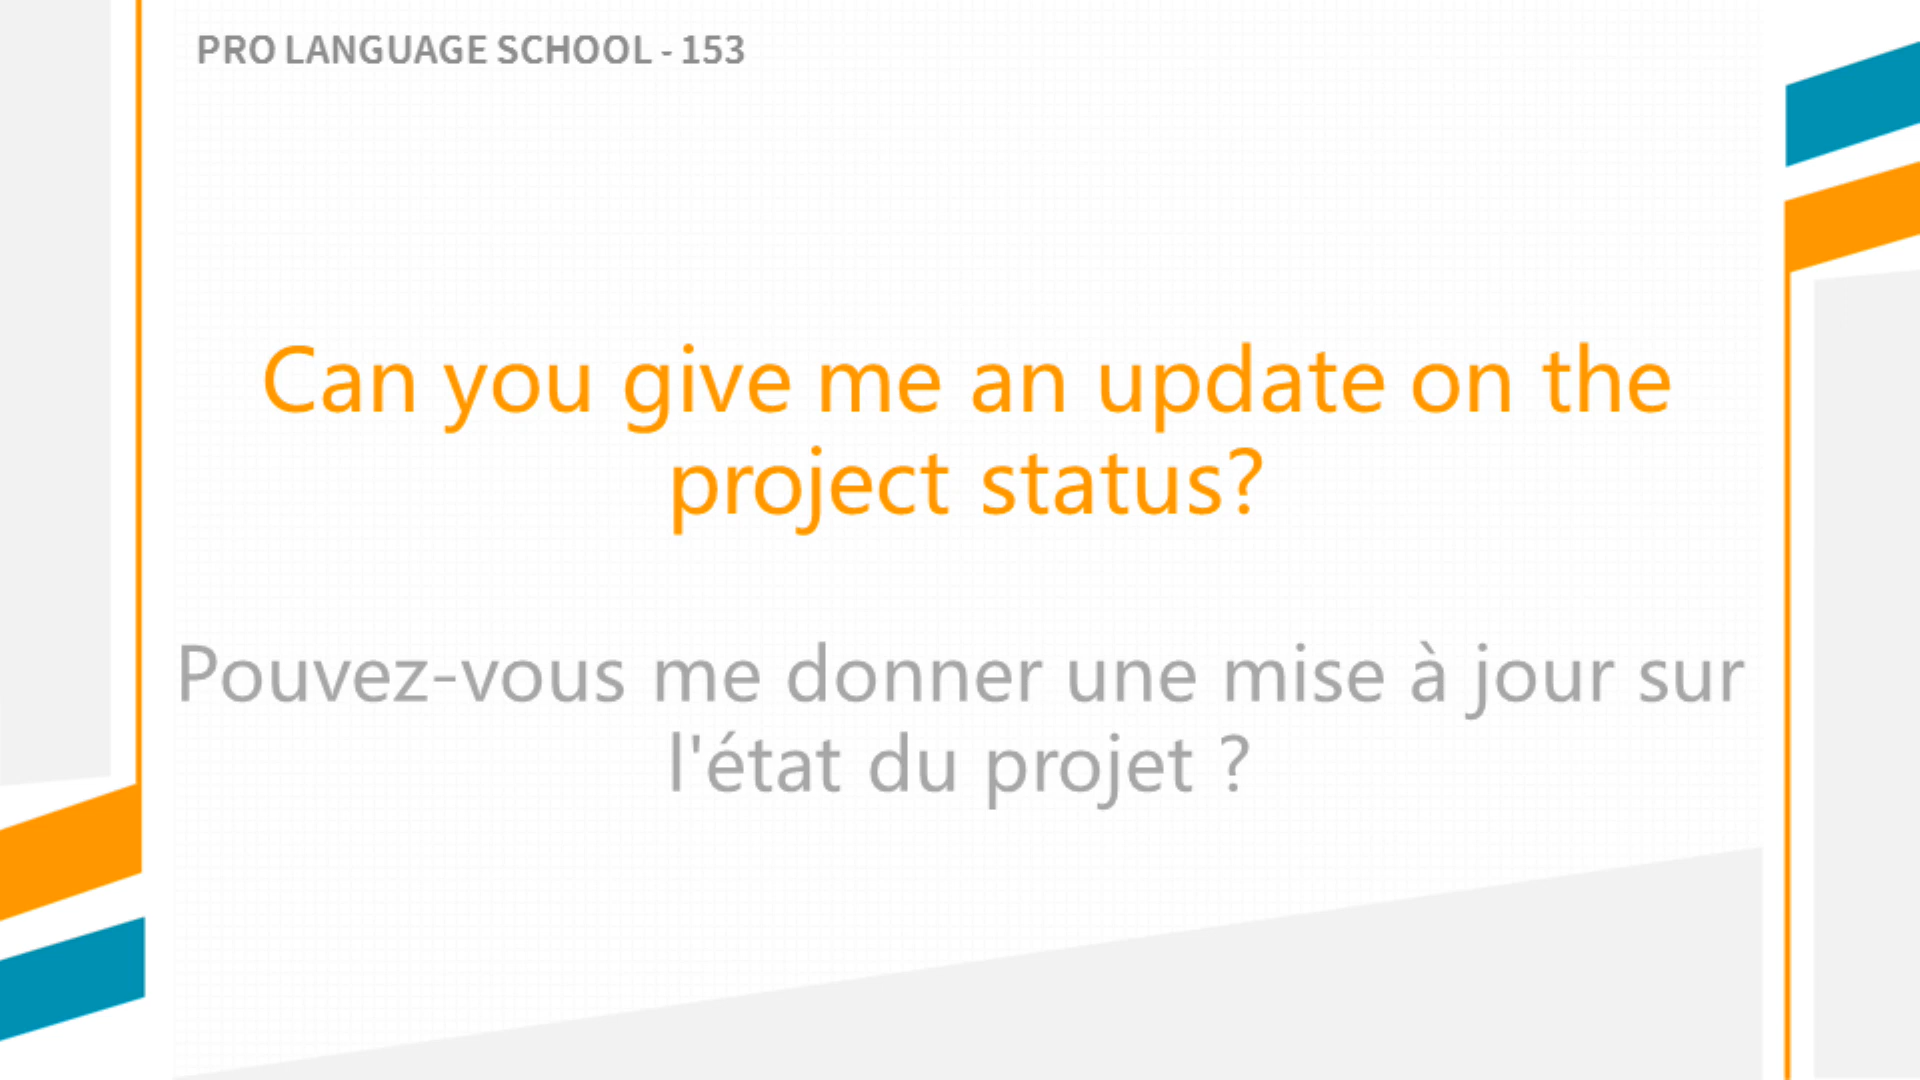 PRO LANGUAGE SCHOOL - 153
Can you give me an update on the
project status?
Pouvez-vous me donner une mise à jour sur
l'état du projet ?